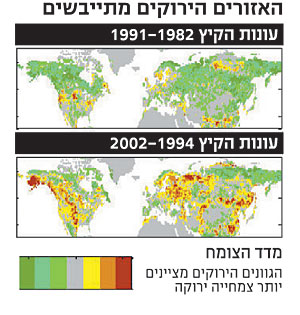 האזורים הירוקים מתייבשים
עונות הקיץ 1982–1991
עונות הקיץ 1994–2002
מדד הצומח
הגוונים הירוקים מציינים
יותר צמחייה ירוקה